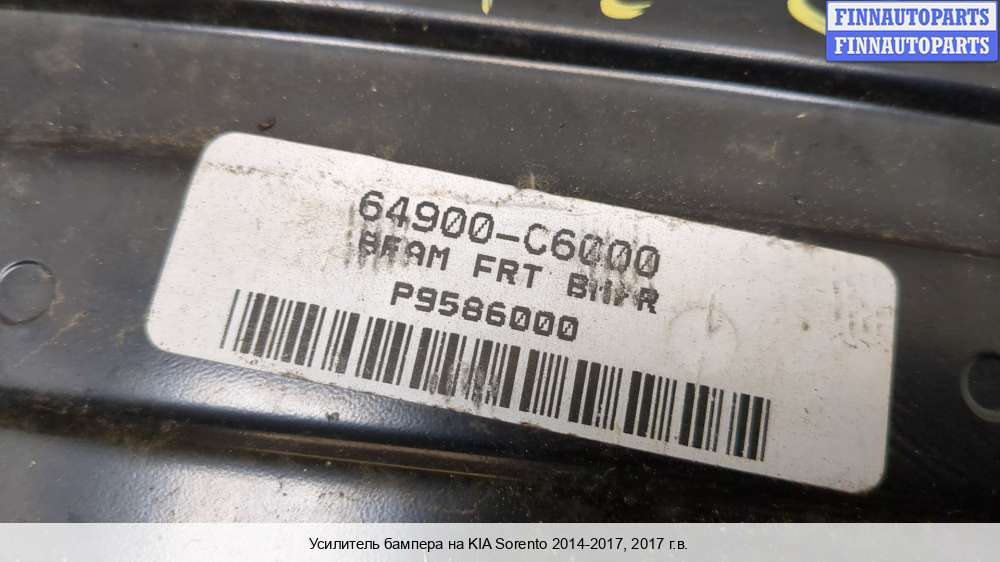 FINNAUTOPARTS
FINNAUTOPARTS
64900-C6000
BEAM FRT BMPR
P9586000
Усилитель бампера на KIA Sorento 2014-2017, 2017 г.в.